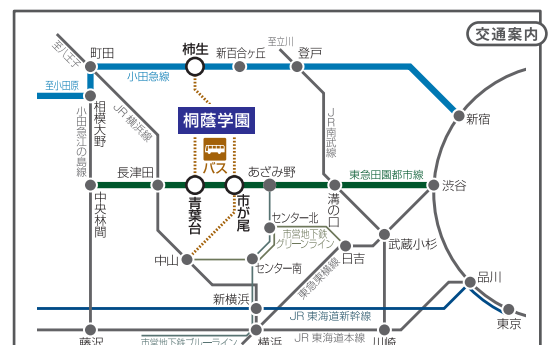 交通案内
至八王子
町田
柿生
新百合ヶ丘
至立川
登戸
小田急線
至小田原
相模大野
JR 横浜線
小田急江の島線
桐蔭学園
バス
JR南武線
新宿
長津田
あざみ野
東急田園都市線
渋谷
中央林間
青葉台
市が尾
溝の口
センター北
市営地下鉄
グリーンライン
武蔵小杉
日吉
中山
センター南
東急東横線
品川
新横浜
JR 東海道新幹線
東京
藤沢
市営地下鉄ブルーライン
横浜
JR 東海道本線
川崎